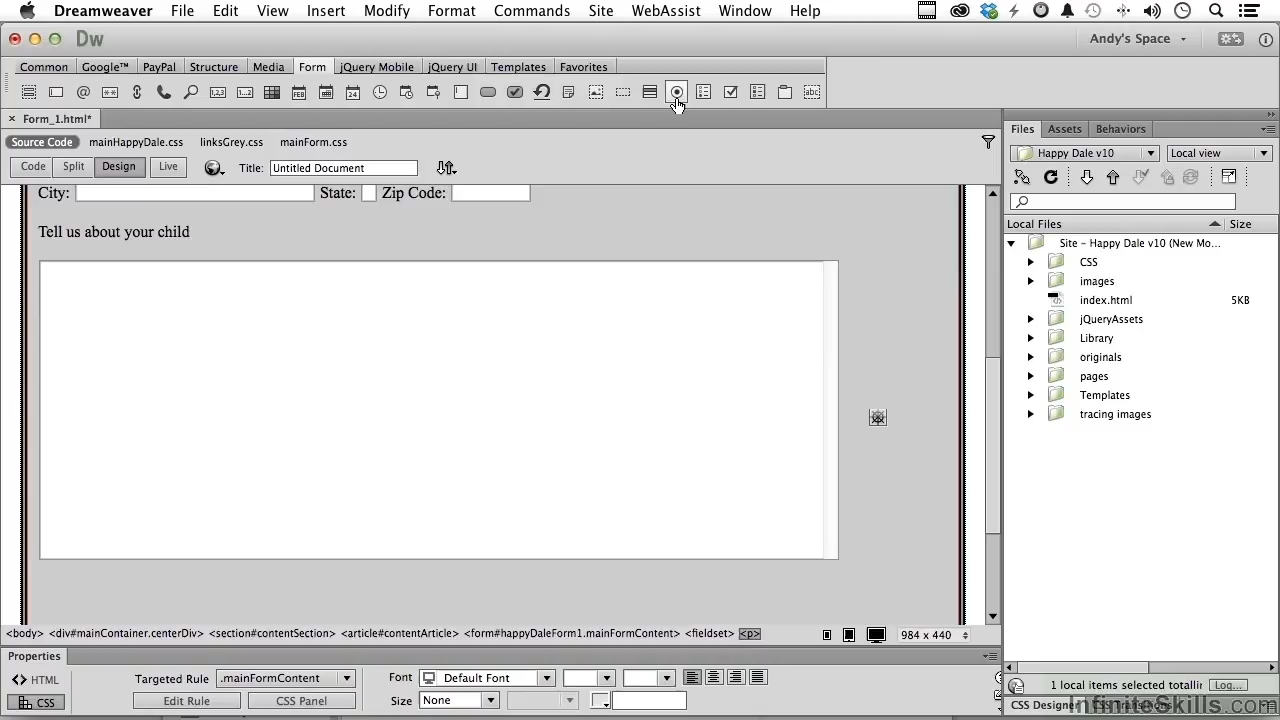 Dreamweaver File Edit View Insert Modify Format Commands Site WebAssist Window Help
Dw Andy's Space
Common Google™ PayPal Structure Media Form jQuery Mobile jQuery UI Templates Favorites
Form_1.html*
Source Code mainHappyDale.css linksGrey.css mainForm.css
Code Split Design Live Title: Untitled Document
City: State: Zip Code:
Tell us about your child
<body> <div#mainContainer.centerDiv> <section#contentSection> <article#contentArticle> <form#happyDaleForm1.mainFormContent> <fieldset> <p> 984 x 440
Properties
HTML Targeted Rule .mainFormContent Font Default Font
CSS Edit Rule CSS Panel Size None
Files Assets Behaviors
Happy Dale v10 Local view
Local Files Size
Site – Happy Dale v10 (New Mo...
CSS
images
index.html 5KB
jQueryAssets
Library
originals
pages
Templates
tracing images
1 local items selected totallin Log...
CSS Designer CSS Transitions
InfiniteSkills.com